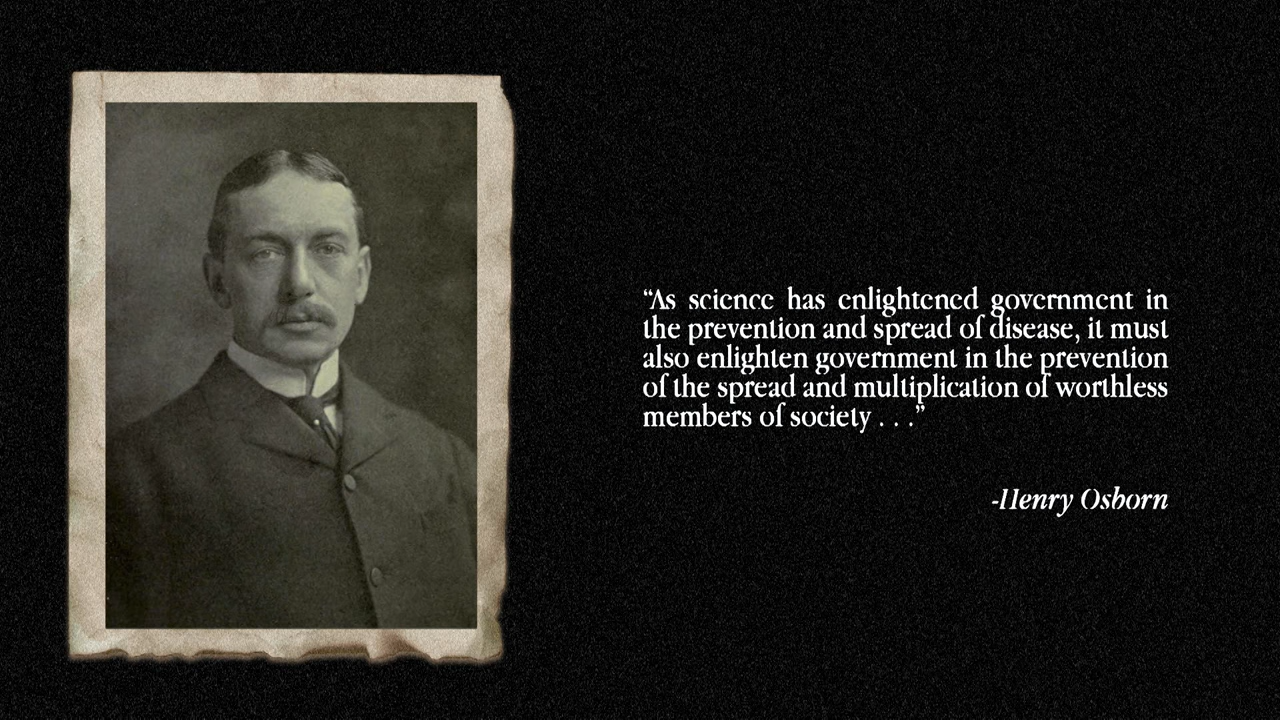 “As science has enlightened government in
the prevention and spread of disease, it must
also enlighten government in the prevention
of the spread and multiplication of worthless
members of society . . .”
-Henry Osborn